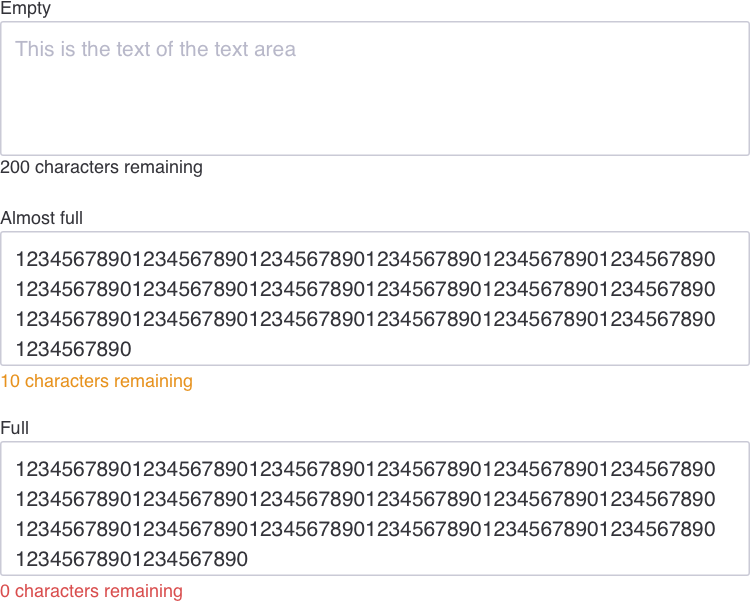 Empty
This is the text of the text area
200 characters remaining
Almost full
123456789012345678901234567890123456789012345678901234567890
123456789012345678901234567890123456789012345678901234567890
123456789012345678901234567890123456789012345678901234567890
1234567890
10 characters remaining
Full
123456789012345678901234567890123456789012345678901234567890
123456789012345678901234567890123456789012345678901234567890
123456789012345678901234567890123456789012345678901234567890
12345678901234567890
0 characters remaining